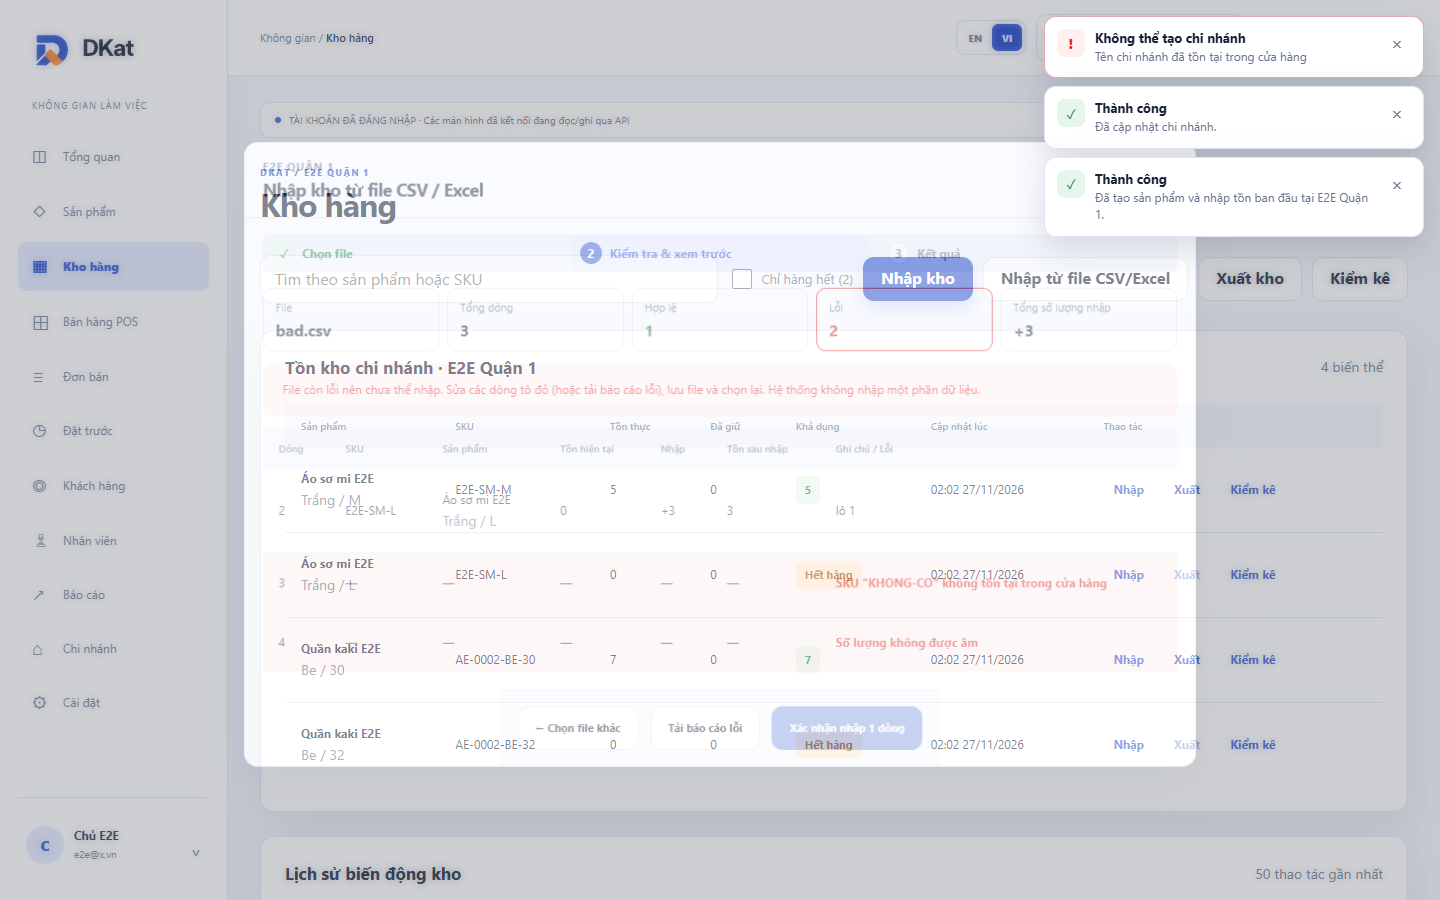 DKat
KHÔNG GIAN LÀM VIỆC
Tổng quan
Sản phẩm
Kho hàng
Bán hàng POS
Đơn bán
Đặt trước
Khách hàng
Nhân viên
Báo cáo
Chi nhánh
Cài đặt
C
Chủ E2E
e2e@x.vn
Không gian / Kho hàng
EN VI
Không thể tạo chi nhánh
Tên chi nhánh đã tồn tại trong cửa hàng
Thành công
Đã cập nhật chi nhánh.
Thành công
Đã tạo sản phẩm và nhập tồn ban đầu tại E2E Quận
1.
TÀI KHOẢN ĐÃ ĐĂNG NHẬP · Các màn hình đã kết nối đang đọc/ghi qua API
E2E QUẬN 1
Nhập kho từ file CSV / Excel
DKAT / E2E QUẬN 1
Kho hàng
✓ Chọn file
2 Kiểm tra & xem trước
3 Kết quả
Tìm theo sản phẩm hoặc SKU
Chỉ hàng hết (2)
Nhập kho
Nhập từ file CSV/Excel
Xuất kho
Kiểm kê
File
bad.csv
Tổng dòng
3
Hợp lệ
1
Lỗi
2
Tổng số lượng nhập
+3
Tồn kho chi nhánh · E2E Quận 1
4 biến thể
File còn lỗi nên chưa thể nhập. Sửa các dòng tô đỏ (hoặc tải báo cáo lỗi), lưu file và chọn lại. Hệ thống không nhập một phần dữ liệu.
Sản phẩm SKU Tồn thực Đã giữ Khả dụng Cập nhật lúc Thao tác
Dòng SKU Sản phẩm Tồn hiện tại Nhập Tồn sau nhập Ghi chú / Lỗi
Áo sơ mi E2E
Trắng / M
E2E-SM-M 5 0 5 02:02 27/11/2026 Nhập Xuất Kiểm kê
2 E2E-SM-L
Áo sơ mi E2E
Trắng / L
0 +3 3 lô 1
Áo sơ mi E2E
Trắng / L
E2E-SM-L 0 0 Hết hàng 02:02 27/11/2026 Nhập Xuất Kiểm kê
3 — — — — — SKU "KHONG-CO" không tồn tại trong cửa hàng
4 — — — — — Số lượng không được âm
Quần kaki E2E
Be / 30
AE-0002-BE-30 7 0 7 02:02 27/11/2026 Nhập Xuất Kiểm kê
← Chọn file khác
Tải báo cáo lỗi
Xác nhận nhập 1 dòng
Quần kaki E2E
Be / 32
AE-0002-BE-32 0 0 Hết hàng 02:02 27/11/2026 Nhập Xuất Kiểm kê
Lịch sử biến động kho
50 thao tác gần nhất